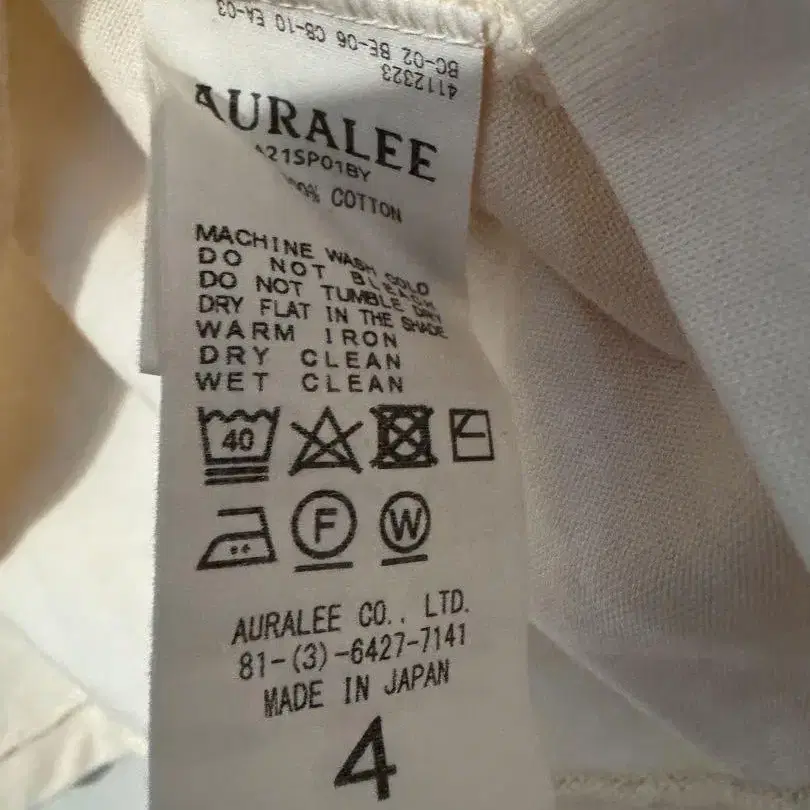 BC-02 BE-06 CB-10 EA-03
4112323
AURALEE
A21SP01BY
100% COTTON
MACHINE WASH COLD
DO NOT BLEACH
DO NOT TUMBLE DRY
DRY FLAT IN THE SHADE
WARM IRON
DRY CLEAN
WET CLEAN
40
F W
AURALEE CO., LTD.
81-(3)-6427-7141
MADE IN JAPAN
4